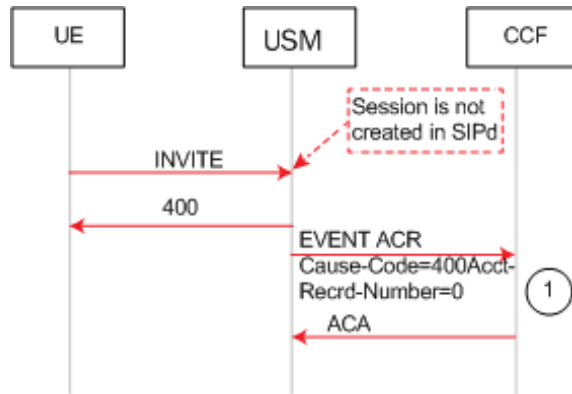 UE
USM
CCF
Session is not
created in SIPd
INVITE
400
EVENT ACR
Cause-Code=400Acct-
Recrd-Number=0
1
ACA